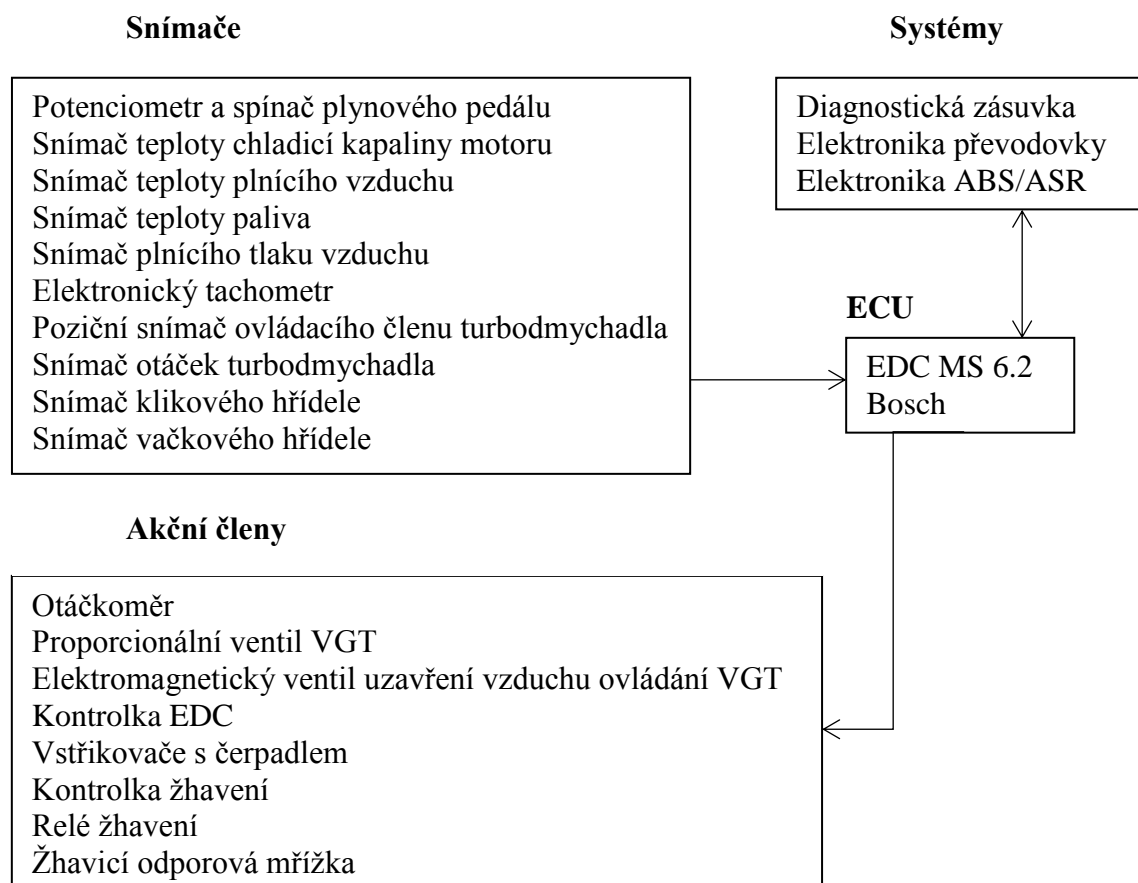 Snímače
Potenciometr a spínač plynového pedálu
Snímač teploty chladicí kapaliny motoru
Snímač teploty plnícího vzduchu
Snímač teploty paliva
Snímač plnícího tlaku vzduchu
Elektronický tachometr
Poziční snímač ovládacího členu turbodmychadla
Snímač otáček turbodmychadla
Snímač klikového hřídele
Snímač vačkového hřídele
Systémy
Diagnostická zásuvka
Elektronika převodovky
Elektronika ABS/ASR
ECU
EDC MS 6.2
Bosch
Akční členy
Otáčkoměr
Proporcionální ventil VGT
Elektromagnetický ventil uzavření vzduchu ovládání VGT
Kontrolka EDC
Vstřikovače s čerpadlem
Kontrolka žhavení
Relé žhavení
Žhavicí odporová mřížka